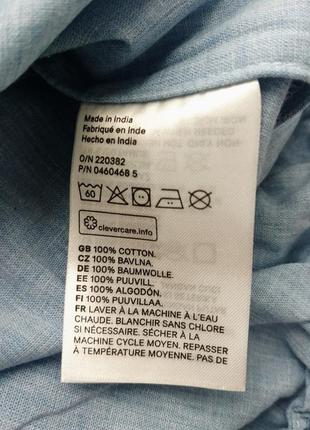 Made in India
Fabriqué en Inde
Hecho en India
O/N 220382
P/N 0460468 5
60
clevercare.info
GB 100% COTTON.
CZ 100% BAVLNA.
DE 100% BAUMWOLLE.
EE 100% PUUVILL.
ES 100% ALGODÓN.
FI 100% PUUVILLAA.
FR LAVER À LA MACHINE À L'EAU
CHAUDE. BLANCHIR SANS CHLORE
SI NÉCESSAIRE. SÉCHER À LA
MACHINE CYCLE MOYEN. REPASSER
À TEMPÉRATURE MOYENNE. PAS DE